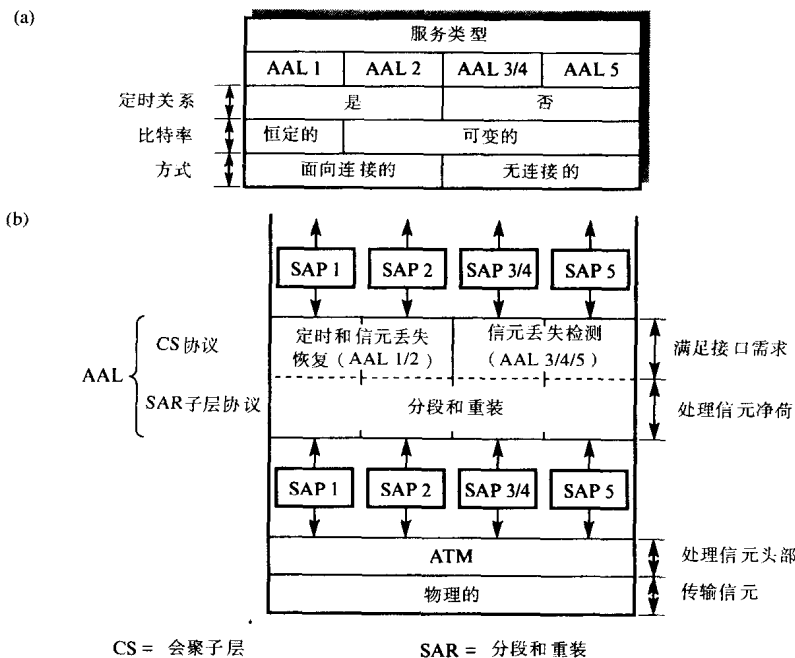 (a)
服务类型
AAL 1 AAL 2 AAL 3/4 AAL 5
定时关系 是 否
比特率 恒定的 可变的
方式 面向连接的 无连接的
(b)
SAP 1 SAP 2 SAP 3/4 SAP 5
AAL
CS协议
定时和信元丢失
恢复（AAL 1/2）
信元丢失检测
（AAL 3/4/5）
满足接口需求
SAR子层协议 分段和重装 处理信元净荷
SAP 1 SAP 2 SAP 3/4 SAP 5
ATM 处理信元头部
物理的 传输信元
CS = 会聚子层 SAR = 分段和重装